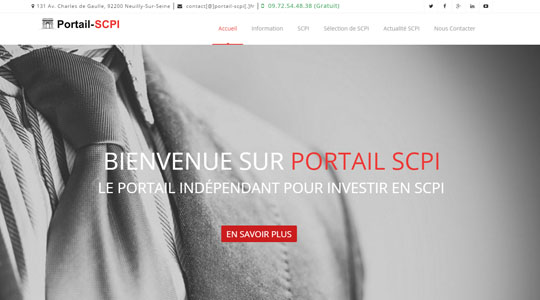 131 Av. Charles de Gaulle, 92200 Neuilly-Sur-Seine | contact[@]portail-scpi[.]fr | 09.72.54.48.38 (Gratuit)
Portail-SCPI
Accueil Information SCPI Sélection de SCPI Actualité SCPI Nous Contacter
BIENVENUE SUR PORTAIL SCPI
LE PORTAIL INDÉPENDANT POUR INVESTIR EN SCPI
EN SAVOIR PLUS